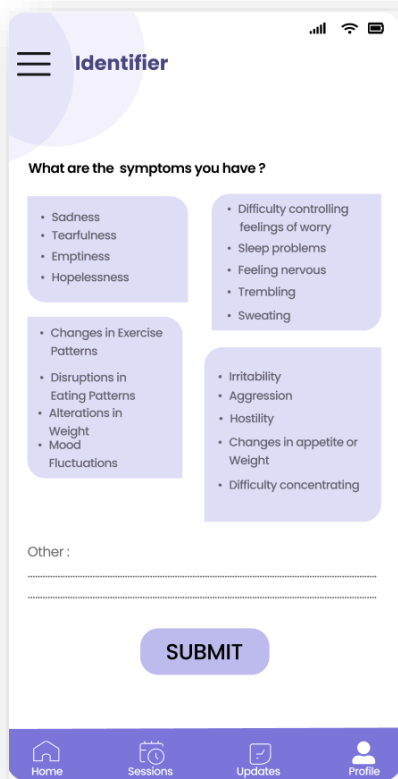 Identifier
What are the symptoms you have ?
• Sadness
• Tearfulness
• Emptiness
• Hopelessness
• Difficulty controlling
feelings of worry
• Sleep problems
• Feeling nervous
• Trembling
• Sweating
• Changes in Exercise
Patterns
• Disruptions in
Eating Patterns
• Alterations in
Weight
• Mood
Fluctuations
• Irritability
• Aggression
• Hostility
• Changes in appetite or
Weight
• Difficulty concentrating
Other :
SUBMIT
Home Sessions Updates Profile